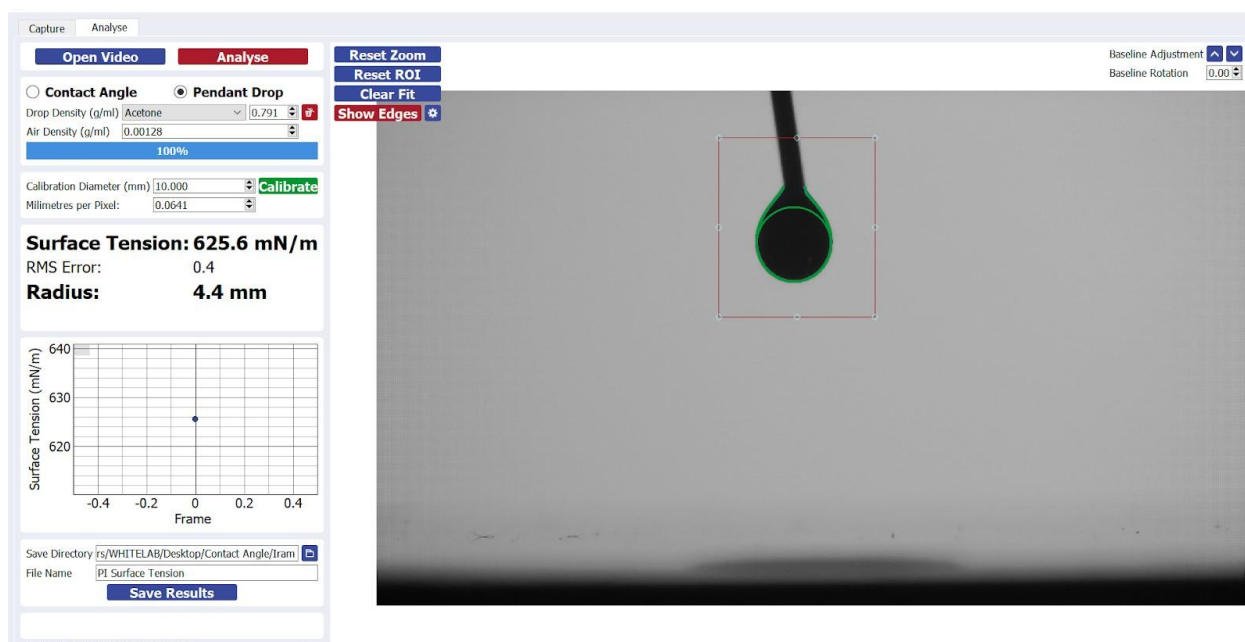 Capture Analyse
Open Video Analyse
Contact Angle Pendant Drop
Drop Density (g/ml) Acetone 0.791
Air Density (g/ml) 0.00128
100%
Calibration Diameter (mm) 10.000 Calibrate
Milimetres per Pixel: 0.0641
Surface Tension: 625.6 mN/m
RMS Error: 0.4
Radius: 4.4 mm
Surface Tension (mN/m)
640
630
620
-0.4 -0.2 0 0.2 0.4
Frame
Save Directory rs/WHITELAB/Desktop/Contact Angle/Iram
File Name PI Surface Tension
Save Results
Reset Zoom
Reset ROI
Clear Fit
Show Edges
Baseline Adjustment
Baseline Rotation 0.00